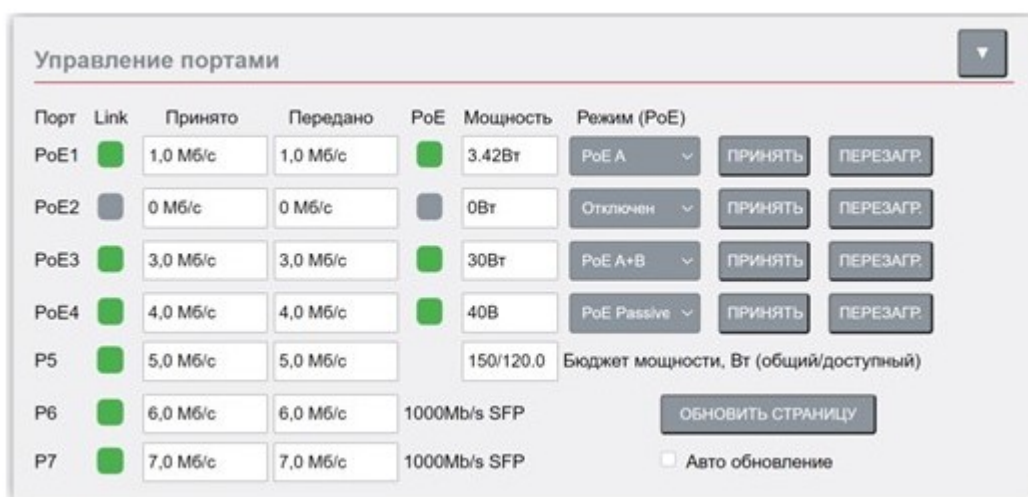 Управление портами
▼
Порт Link Принято Передано PoE Мощность Режим (PoE)
PoE1 1,0 Мб/с 1,0 Мб/с 3.42Вт PoE A ПРИНЯТЬ ПЕРЕЗАГР.
PoE2 0 Мб/с 0 Мб/с 0Вт Отключен ПРИНЯТЬ ПЕРЕЗАГР.
PoE3 3,0 Мб/с 3,0 Мб/с 30Вт PoE A+B ПРИНЯТЬ ПЕРЕЗАГР.
PoE4 4,0 Мб/с 4,0 Мб/с 40В PoE Passive ПРИНЯТЬ ПЕРЕЗАГР.
P5 5,0 Мб/с 5,0 Мб/с 150/120.0 Бюджет мощности, Вт (общий/доступный)
P6 6,0 Мб/с 6,0 Мб/с 1000Mb/s SFP ОБНОВИТЬ СТРАНИЦУ
P7 7,0 Мб/с 7,0 Мб/с 1000Mb/s SFP Авто обновление